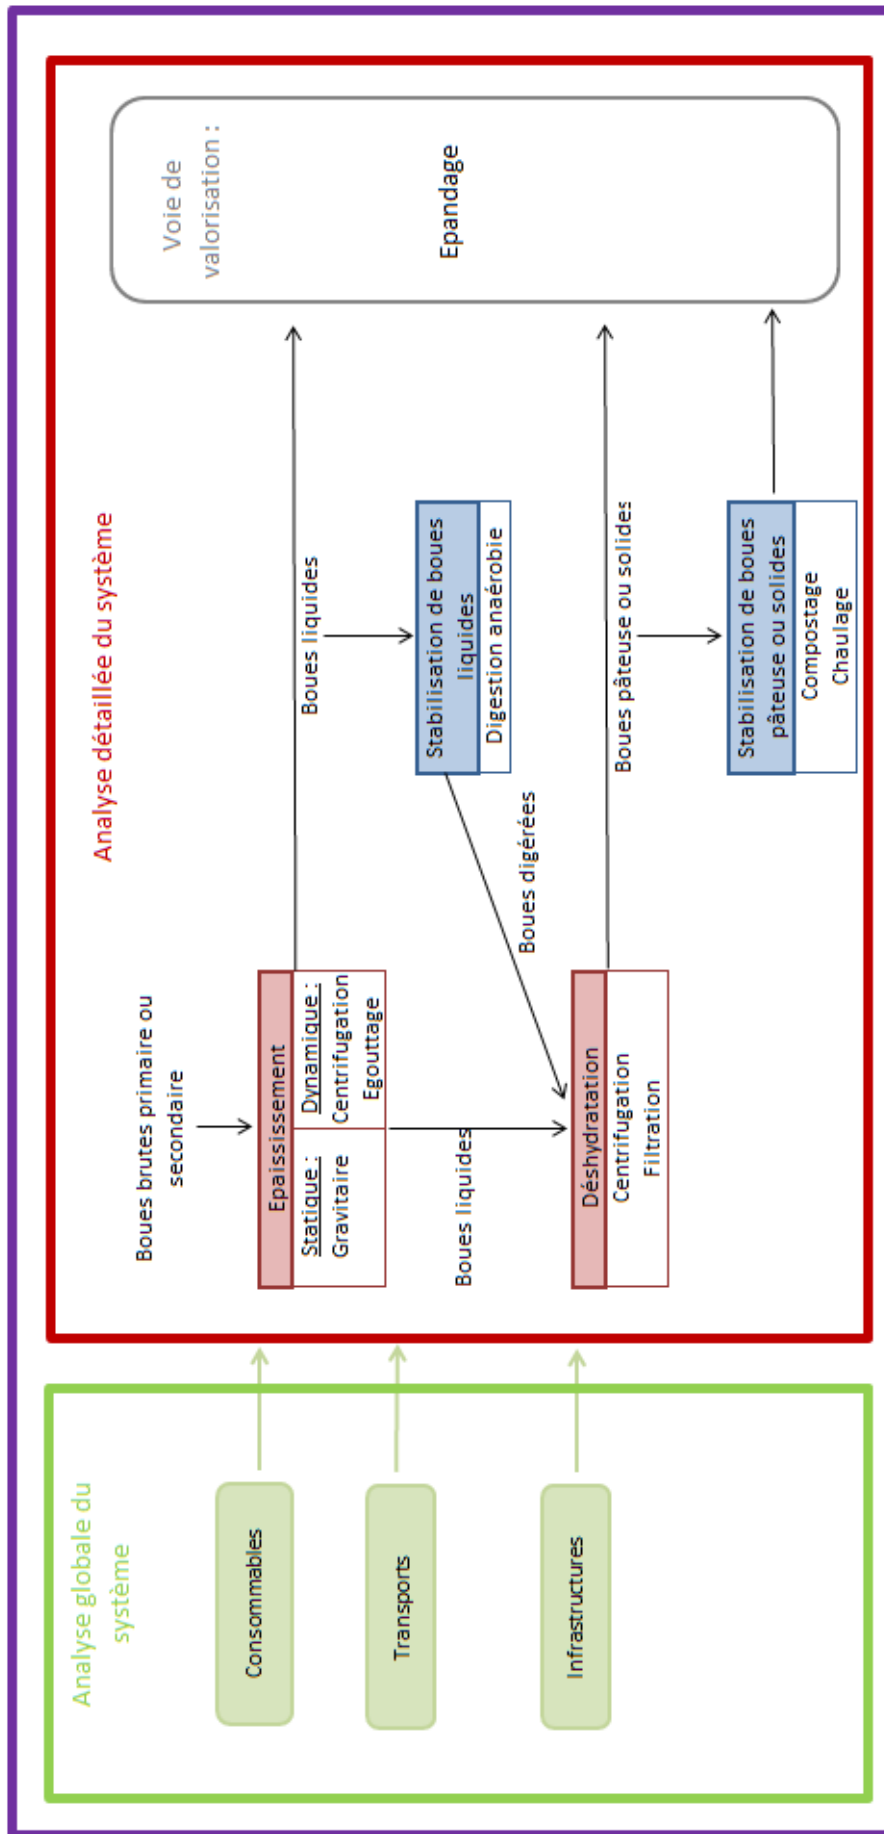 Analyse globale du
système
Consommables
Transports
Infrastructures
Analyse détaillée du système
Boues brutes primaire ou
secondaire
Epaississement
Statique :
Gravitaire
Dynamique :
Centrifugation
Egouttage
Boues liquides
Boues liquides
Stabilisation de boues
liquides
Digestion anaérobie
Boues digérées
Déshydratation
Centrifugation
Filtration
Boues pâteuse ou solides
Stabilisation de boues
pâteuse ou solides
Compostage
Chaulage
Voie de
valorisation :
Epandage